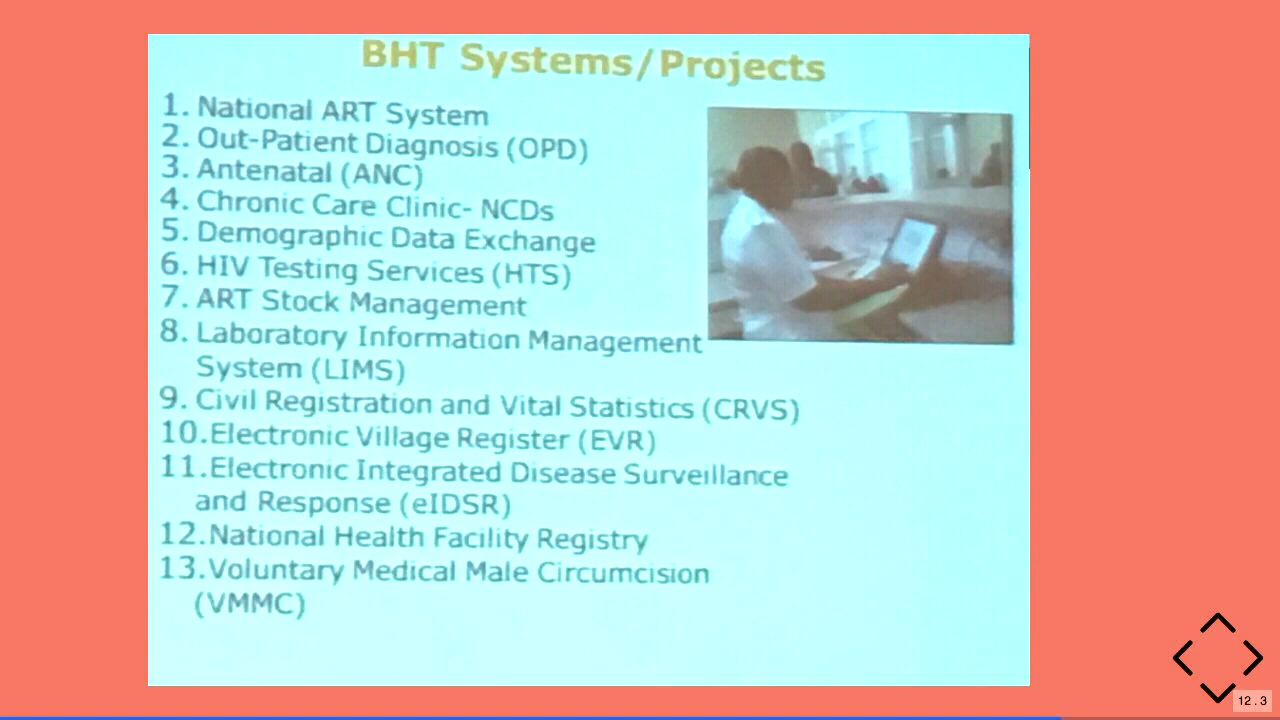 BHT Systems/Projects
1. National ART System
2. Out-Patient Diagnosis (OPD)
3. Antenatal (ANC)
4. Chronic Care Clinic- NCDs
5. Demographic Data Exchange
6. HIV Testing Services (HTS)
7. ART Stock Management
8. Laboratory Information Management
System (LIMS)
9. Civil Registration and Vital Statistics (CRVS)
10.Electronic Village Register (EVR)
11.Electronic Integrated Disease Surveillance
and Response (eIDSR)
12.National Health Facility Registry
13.Voluntary Medical Male Circumcision
(VMMC)
12.3